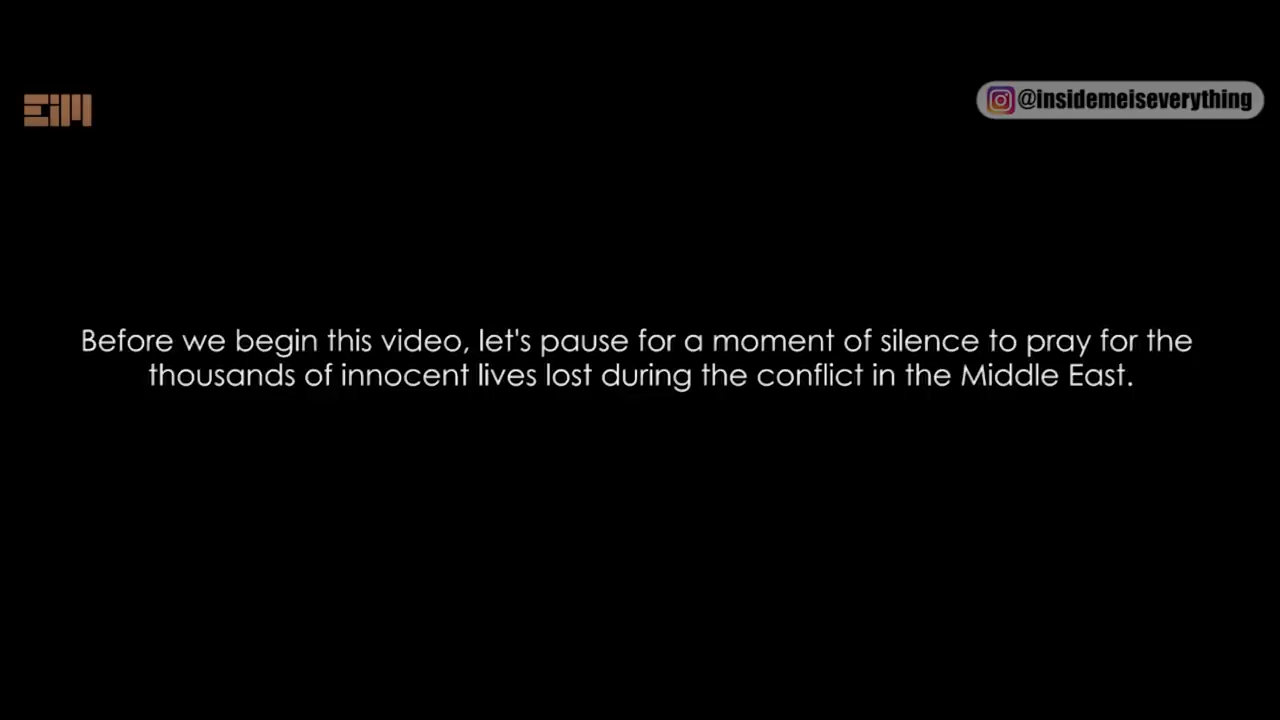 EiM
@insidemeiseverything
Before we begin this video, let's pause for a moment of silence to pray for the
thousands of innocent lives lost during the conflict in the Middle East.